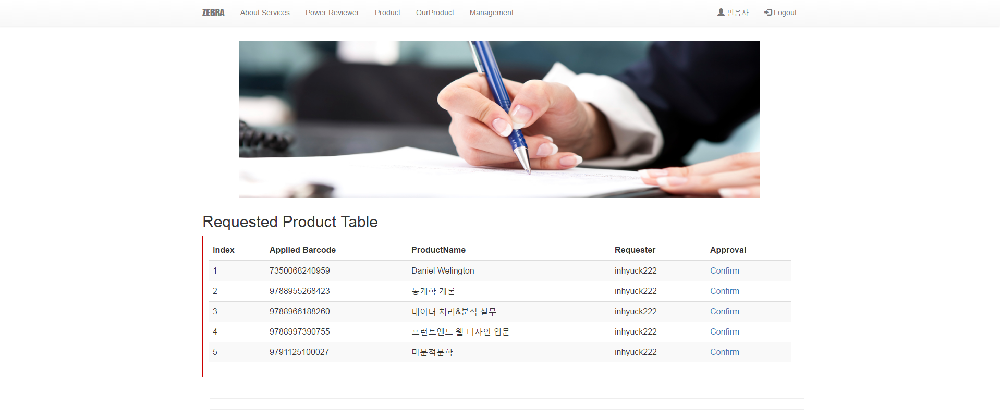 ZEBRA About Services Power Reviewer Product OurProduct Management 민음사 Logout
Requested Product Table
Index Applied Barcode ProductName Requester Approval
1 7350068240959 Daniel Welington inhyuck222 Confirm
2 9788955268423 통계학 개론 inhyuck222 Confirm
3 9788966188260 데이터 처리&분석 실무 inhyuck222 Confirm
4 9788997390755 프런트엔드 웹 디자인 입문 inhyuck222 Confirm
5 9791125100027 미분적분학 inhyuck222 Confirm